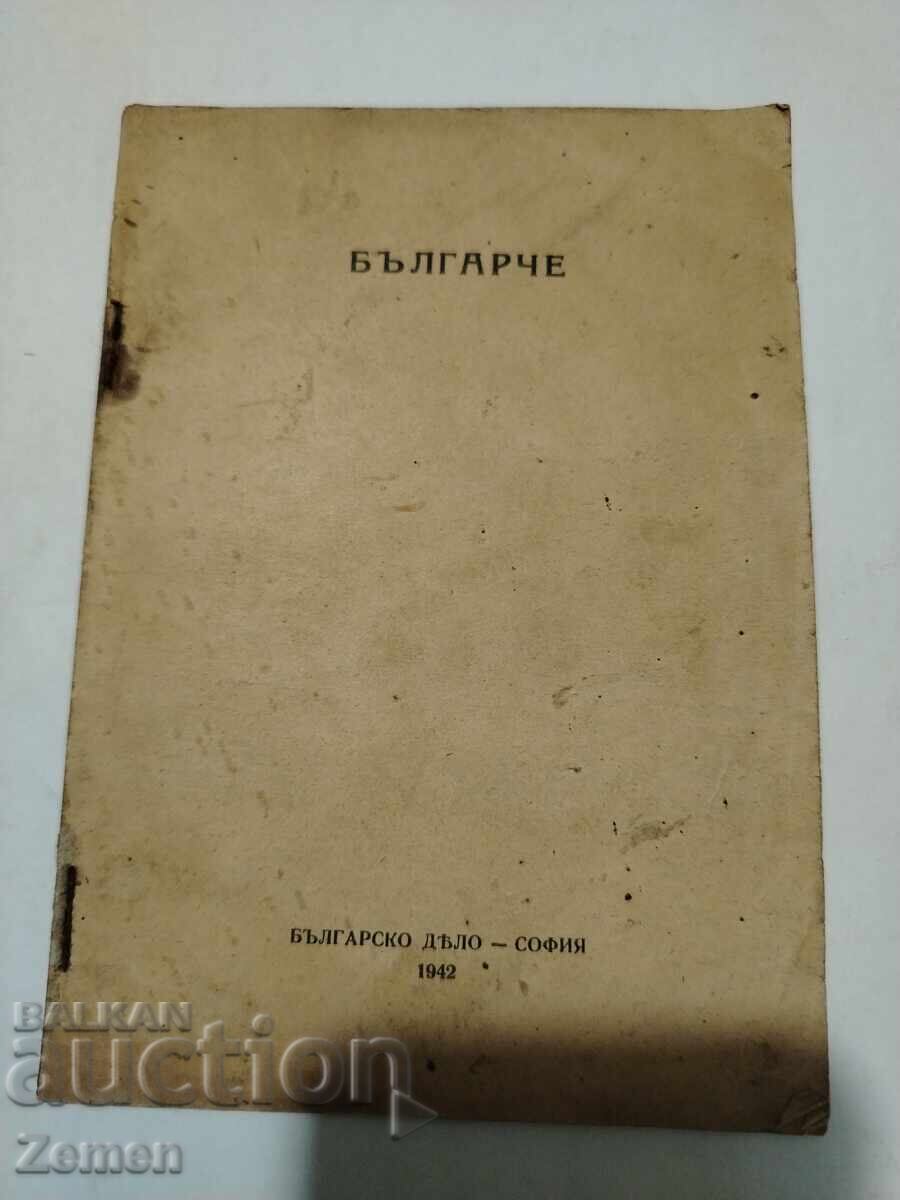 БЪЛГАРЧЕ
БЪЛГАРСКО ДѢЛО — СОФИЯ
1942
BALKAN
auction
Zemen